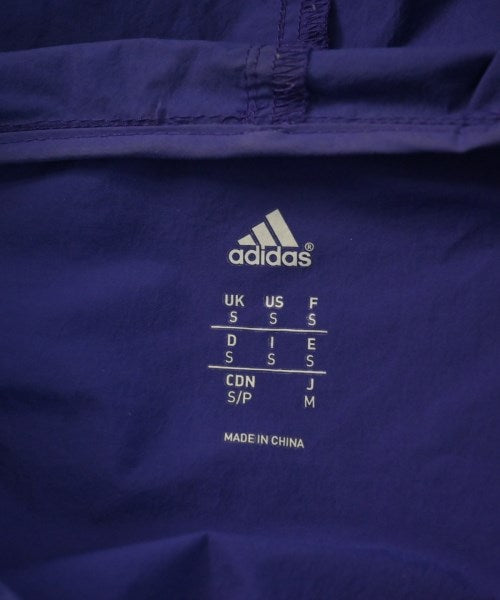 adidas®
UK US F
S S S
D I E
S S S
CDN J
S/P M
MADE IN CHINA